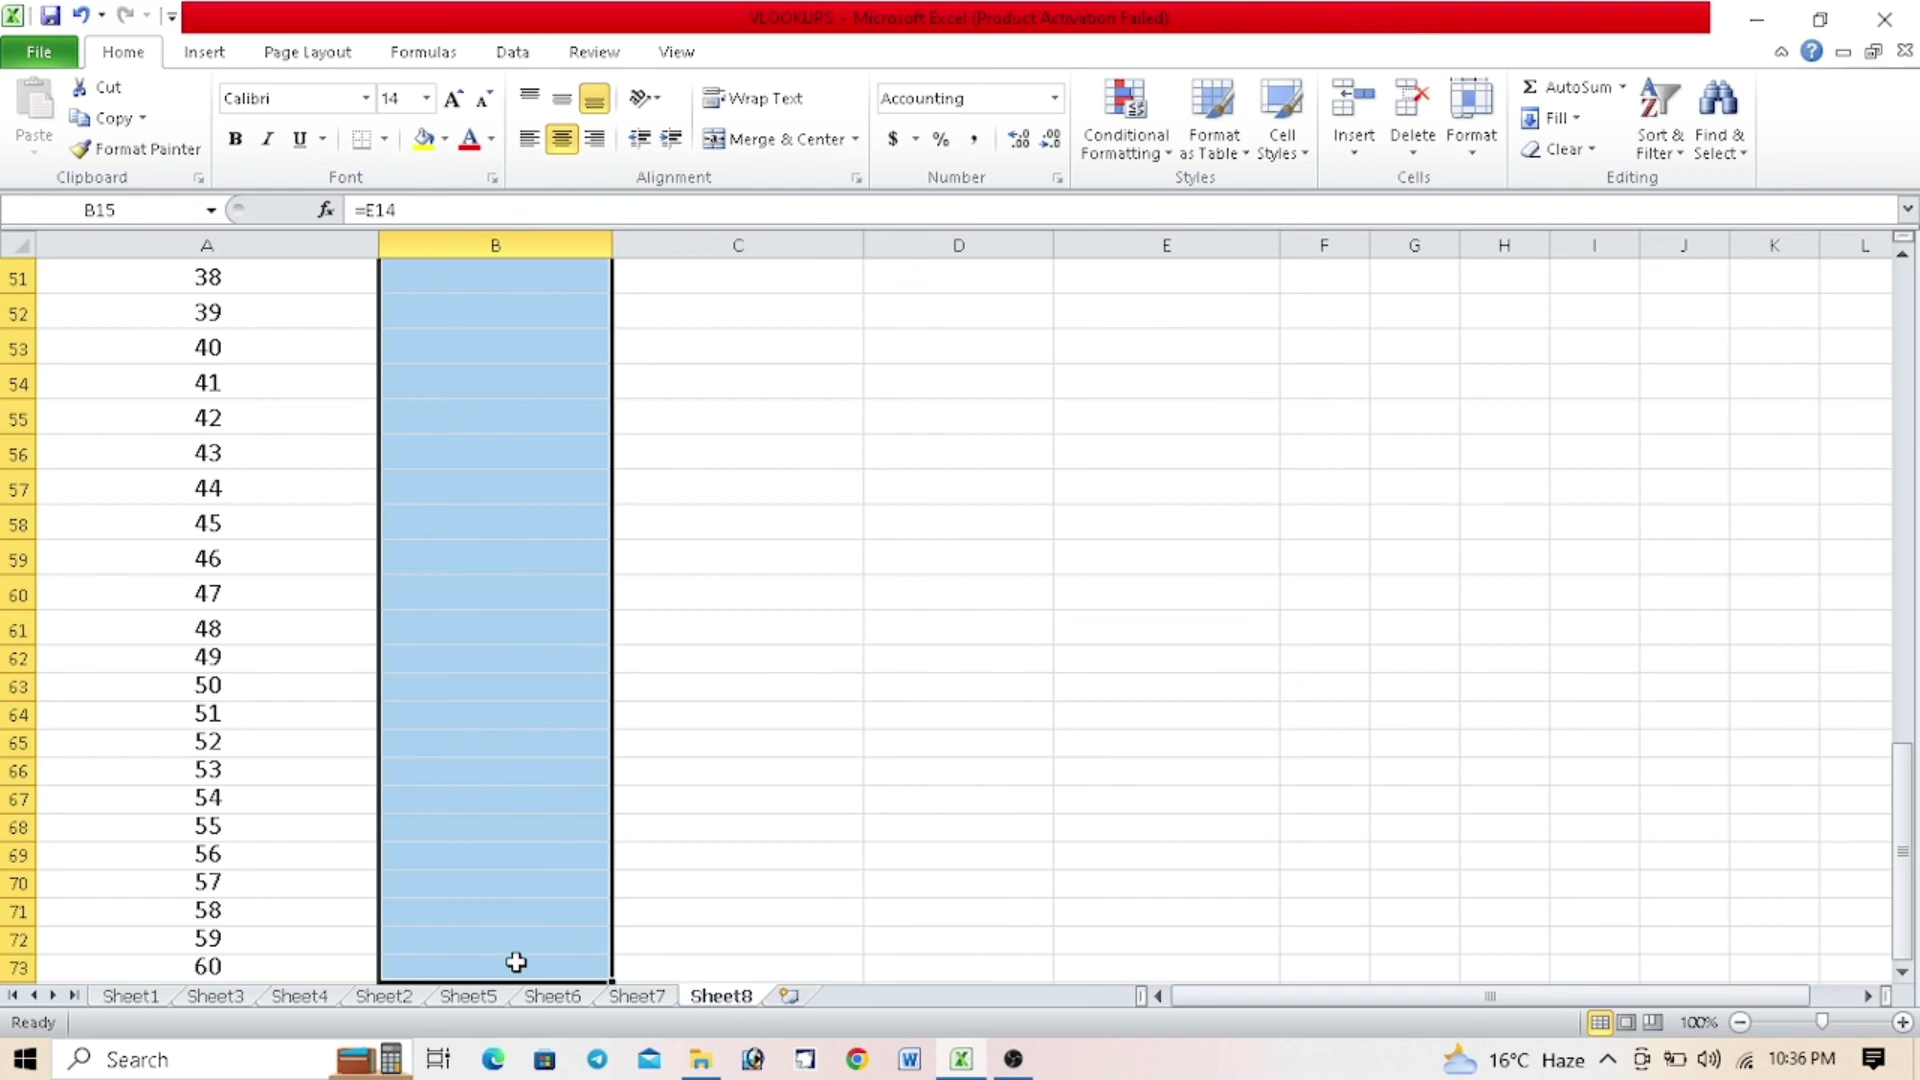 VLOOKUPS - Microsoft Excel (Product Activation Failed)
File Home Insert Page Layout Formulas Data Review View
Paste
Cut
Copy
Format Painter
Clipboard
Calibri 14
B I U
Font
Wrap Text
Merge & Center
Alignment
Accounting
$ % ,
Number
Conditional Formatting
Format as Table
Cell Styles
Styles
Insert Delete Format
Cells
Σ AutoSum
Fill
Clear
Sort & Filter
Find & Select
Editing
B15 fx =E14
A B C D E F G H I J K L
51 38
52 39
53 40
54 41
55 42
56 43
57 44
58 45
59 46
60 47
61 48
62 49
63 50
64 51
65 52
66 53
67 54
68 55
69 56
70 57
71 58
72 59
73 60
Sheet1 Sheet3 Sheet4 Sheet2 Sheet5 Sheet6 Sheet7 Sheet8
Ready 100%
Search 16°C Haze 10:36 PM